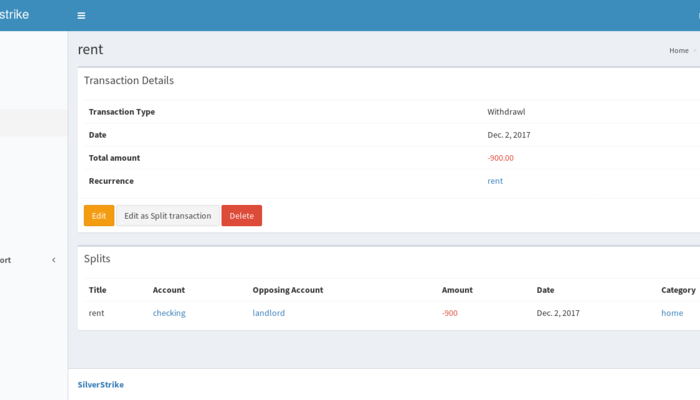 strike
rent
Home
Transaction Details
Transaction Type Withdrawl
Date Dec. 2, 2017
Total amount -900.00
Recurrence rent
Edit Edit as Split transaction Delete
ort
Splits
Title Account Opposing Account Amount Date Category
rent checking landlord -900 Dec. 2, 2017 home
SilverStrike